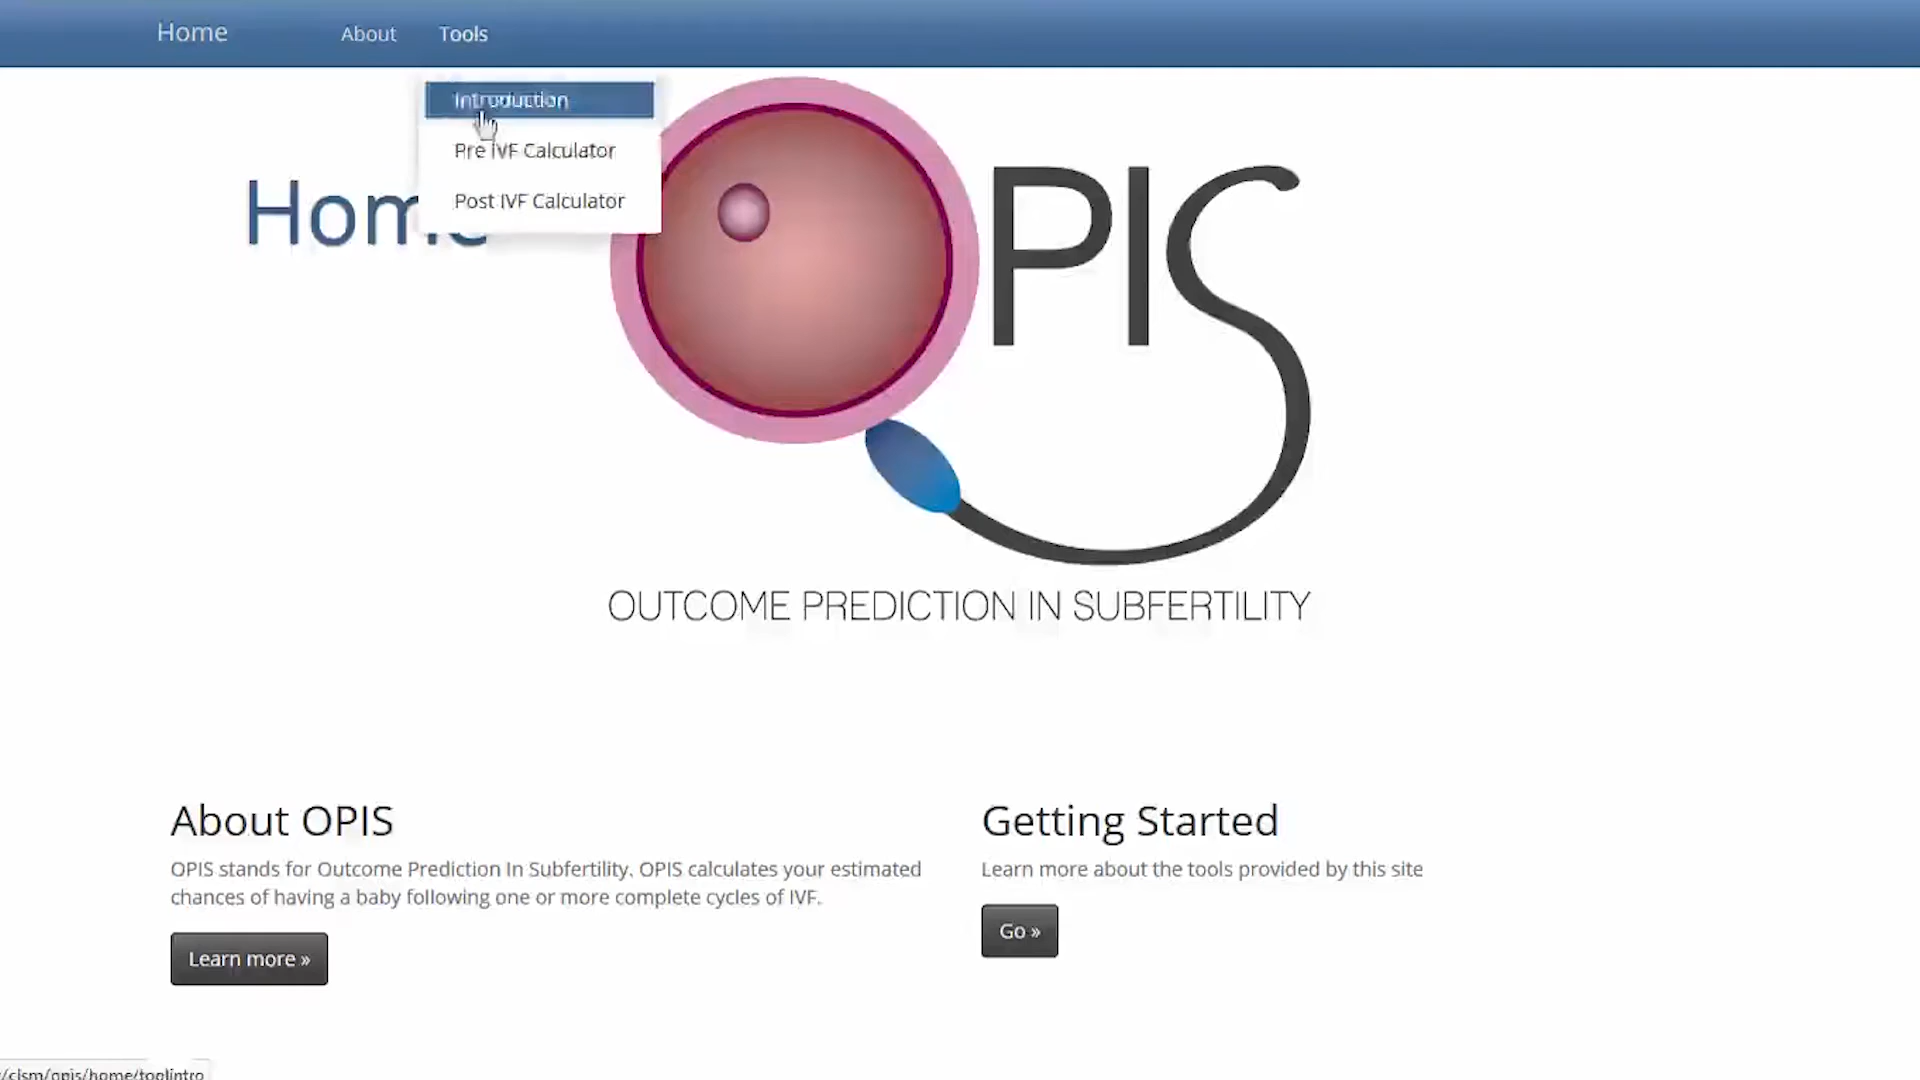 Home
About
Tools
Introduction
Pre IVF Calculator
Post IVF Calculator
Home
OPIS
OUTCOME PREDICTION IN SUBFERTILITY
About OPIS
OPIS stands for Outcome Prediction In Subfertility. OPIS calculates your estimated
chances of having a baby following one or more complete cycles of IVF.
Learn more »
Getting Started
Learn more about the tools provided by this site
Go »
/clsm/opis/home/toolintro